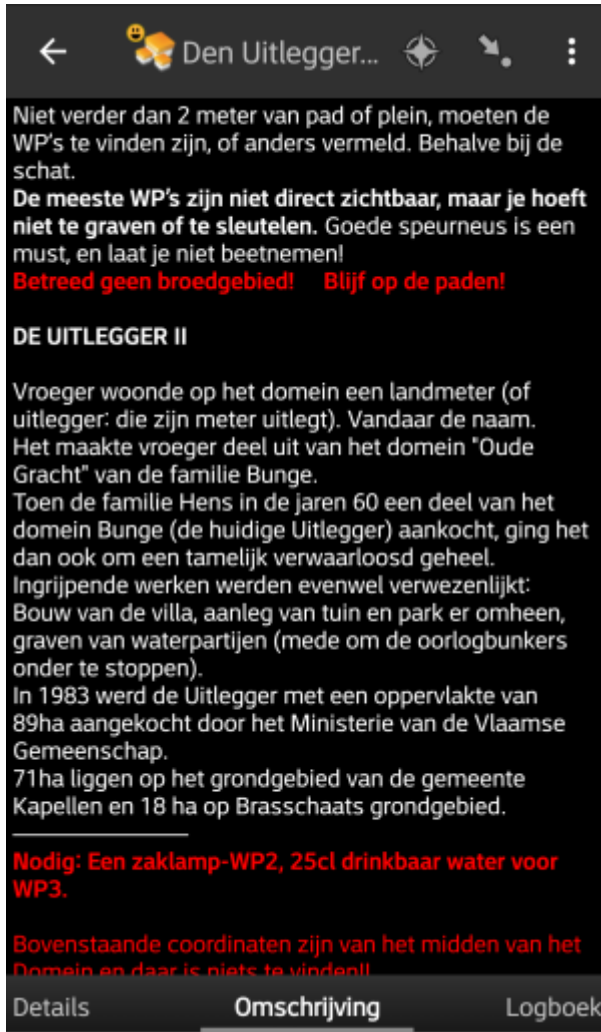 Den Uitlegger...
Niet verder dan 2 meter van pad of plein, moeten de
WP's te vinden zijn, of anders vermeld. Behalve bij de
schat.
De meeste WP's zijn niet direct zichtbaar, maar je hoeft
niet te graven of te sleutelen. Goede speurneus is een
must, en laat je niet beetnemen!
Betreed geen broedgebied! Blijf op de paden!
DE UITLEGGER II
Vroeger woonde op het domein een landmeter (of
uitlegger: die zijn meter uitlegt). Vandaar de naam.
Het maakte vroeger deel uit van het domein "Oude
Gracht" van de familie Bunge.
Toen de familie Hens in de jaren 60 een deel van het
domein Bunge (de huidige Uitlegger) aankocht, ging het
dan ook om een tamelijk verwaarloosd geheel.
Ingrijpende werken werden evenwel verwezenlijkt:
Bouw van de villa, aanleg van tuin en park er omheen,
graven van waterpartijen (mede om de oorlogbunkers
onder te stoppen).
In 1983 werd de Uitlegger met een oppervlakte van
89ha aangekocht door het Ministerie van de Vlaamse
Gemeenschap.
71ha liggen op het grondgebied van de gemeente
Kapellen en 18 ha op Brasschaats grondgebied.
Nodig: Een zaklamp-WP2, 25cl drinkbaar water voor
WP3.
Bovenstaande coordinaten zijn van het midden van het
Domein en daar is niets te vinden!!
Details Omschrijving Logboek